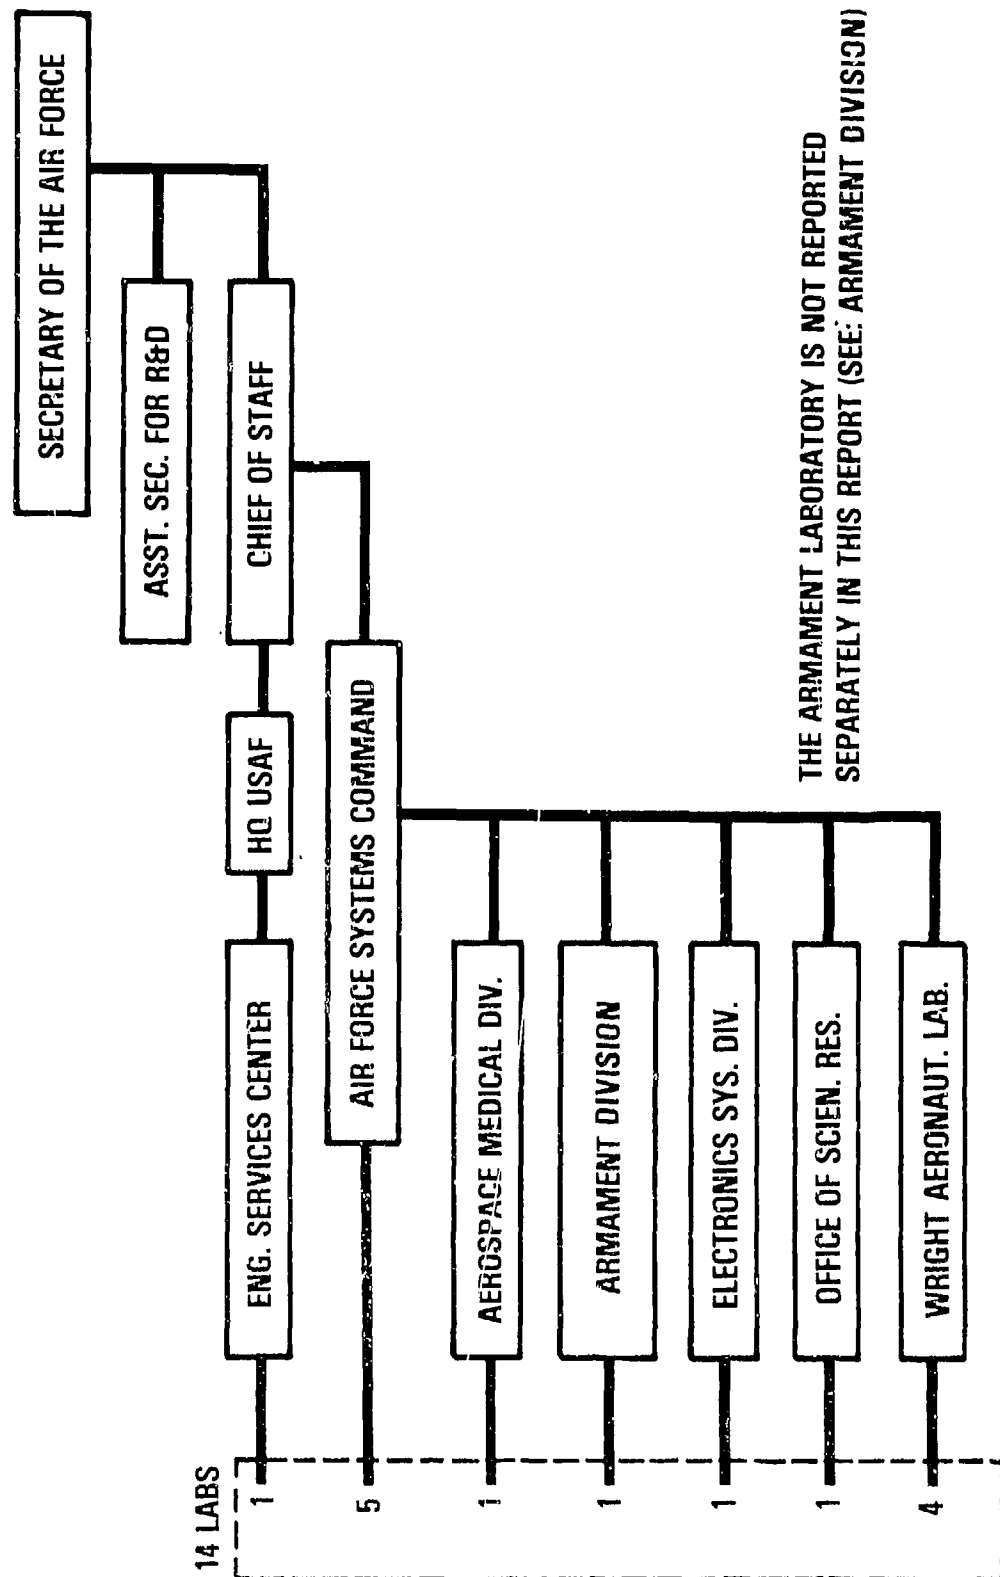 SECRETARY OF THE AIR FORCE
ASST. SEC. FOR R&D
CHIEF OF STAFF
HQ USAF
ENG. SERVICES CENTER
AIR FORCE SYSTEMS COMMAND
AEROSPACE MEDICAL DIV.
ARMAMENT DIVISION
ELECTRONICS SYS. DIV.
OFFICE OF SCIEN. RES.
WRIGHT AERONAUT. LAB.
14 LABS
1
5
1
1
1
1
4
THE ARMAMENT LABORATORY IS NOT REPORTED
SEPARATELY IN THIS REPORT (SEE: ARMAMENT DIVISION)